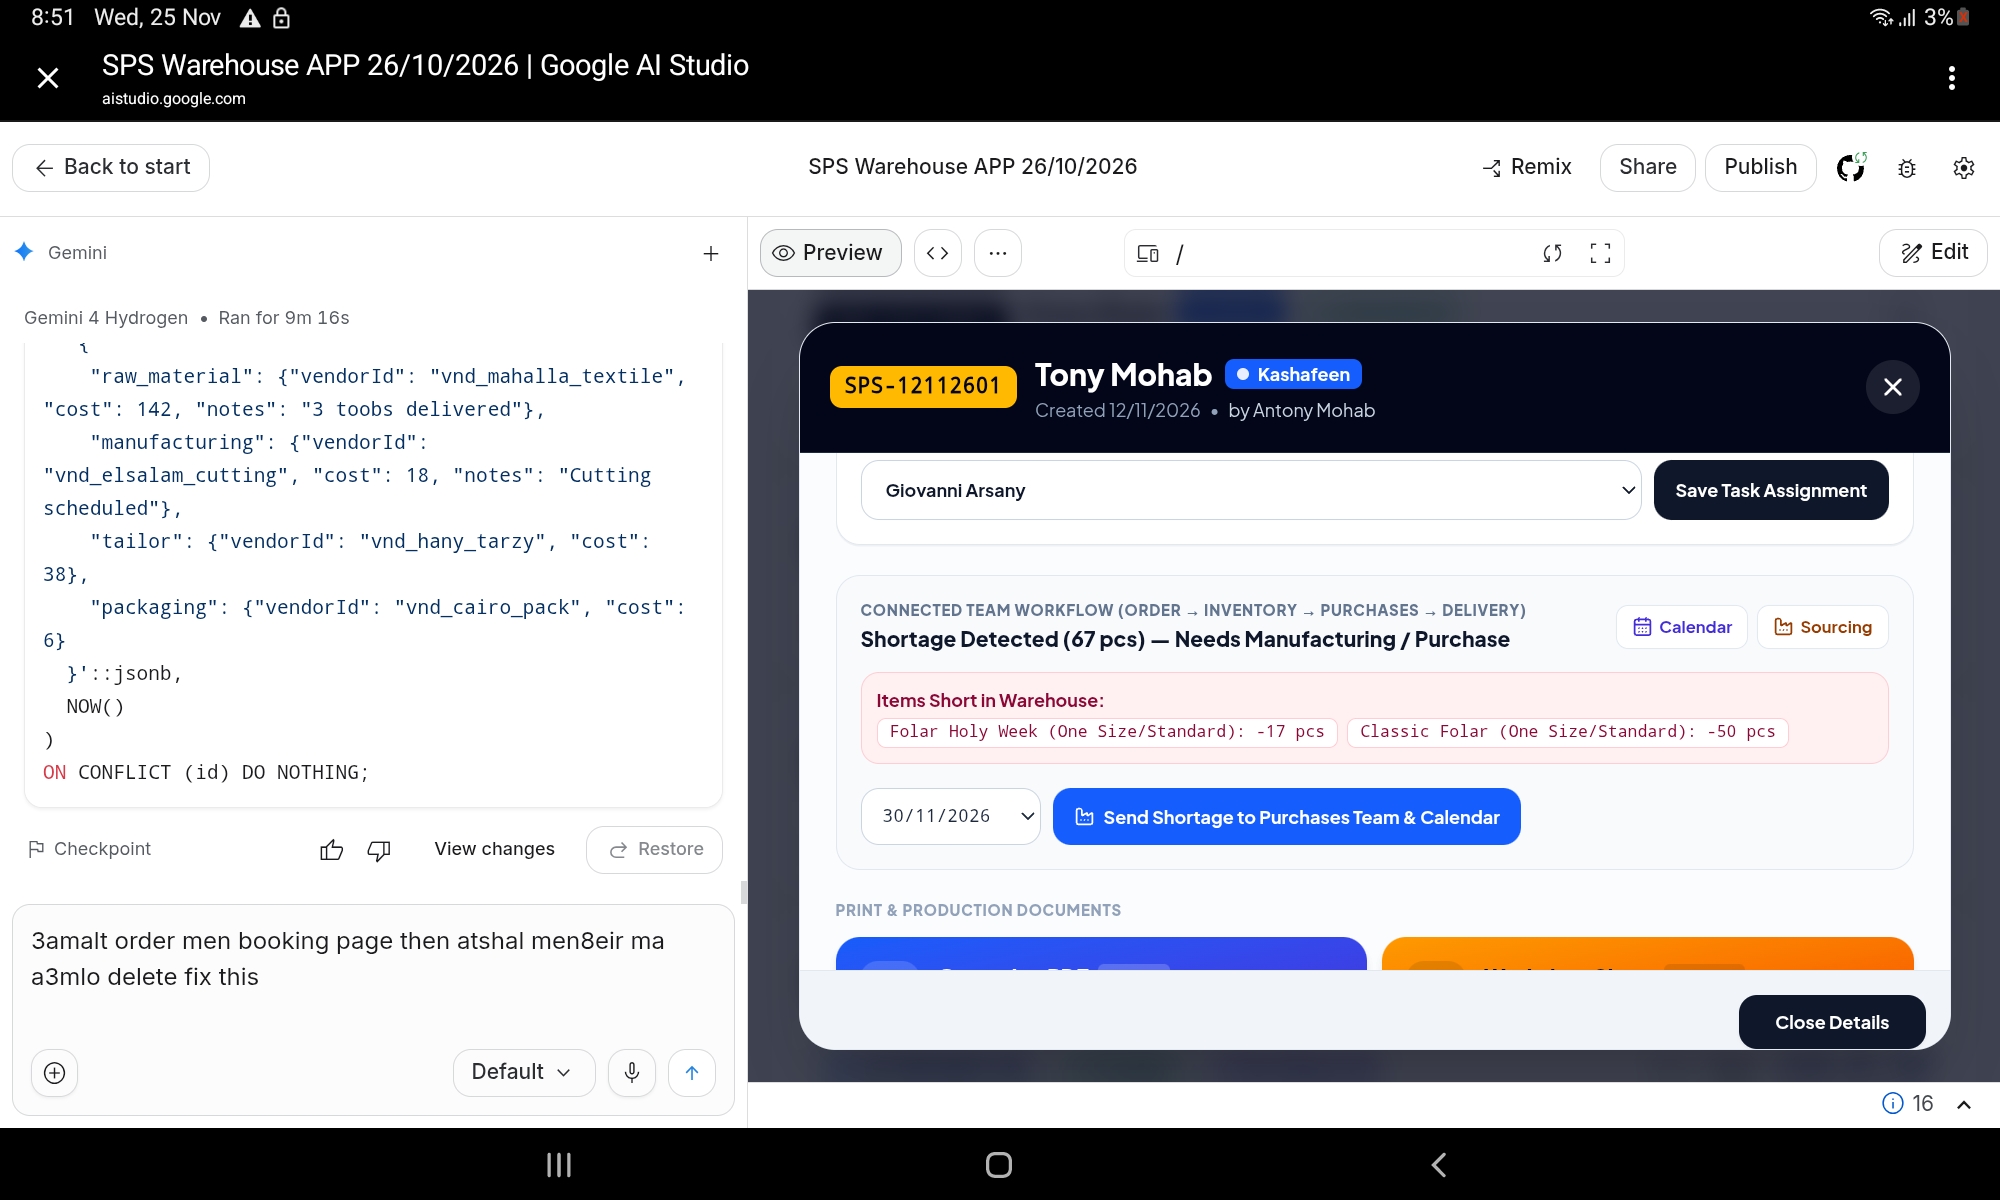 8:51 Wed, 25 Nov
3%
SPS Warehouse APP 26/10/2026 | Google AI Studio
aistudio.google.com
Back to start
SPS Warehouse APP 26/10/2026
Remix
Share
Publish
Gemini
Preview
/
Edit
Gemini 4 Hydrogen • Ran for 9m 16s
{
"raw_material": {"vendorId": "vnd_mahalla_textile",
"cost": 142, "notes": "3 toobs delivered"},
"manufacturing": {"vendorId":
"vnd_elsalam_cutting", "cost": 18, "notes": "Cutting
scheduled"},
"tailor": {"vendorId": "vnd_hany_tarzy", "cost":
38},
"packaging": {"vendorId": "vnd_cairo_pack", "cost":
6}
}'::jsonb,
NOW()
)
ON CONFLICT (id) DO NOTHING;
Checkpoint
View changes
Restore
3amalt order men booking page then atshal men8eir ma
a3mlo delete fix this
Default
SPS-12112601
Tony Mohab
Kashafeen
Created 12/11/2026 • by Antony Mohab
Giovanni Arsany
Save Task Assignment
CONNECTED TEAM WORKFLOW (ORDER → INVENTORY → PURCHASES → DELIVERY)
Shortage Detected (67 pcs) — Needs Manufacturing / Purchase
Calendar
Sourcing
Items Short in Warehouse:
Folar Holy Week (One Size/Standard): -17 pcs
Classic Folar (One Size/Standard): -50 pcs
30/11/2026
Send Shortage to Purchases Team & Calendar
PRINT & PRODUCTION DOCUMENTS
Close Details
16